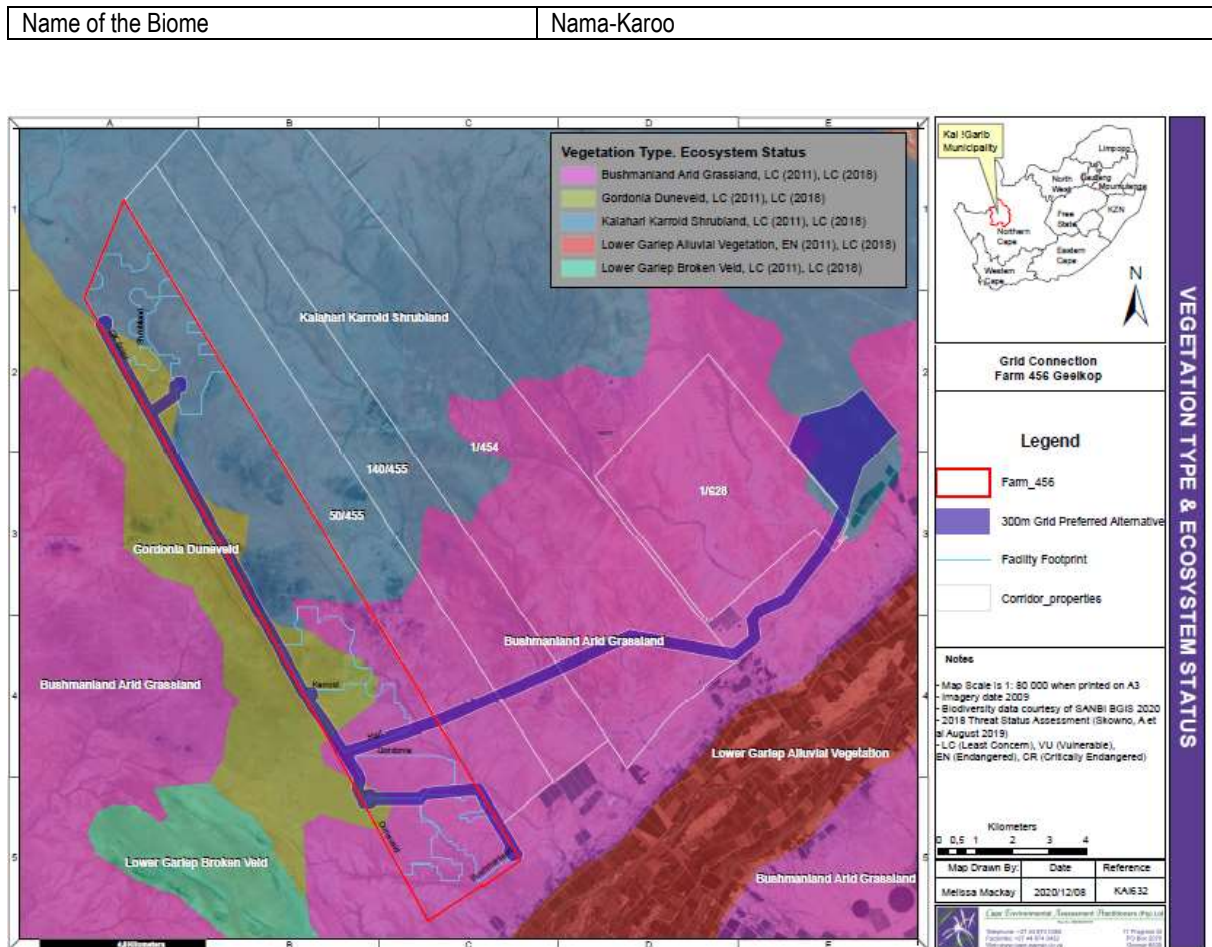 Name of the Biome
Nama-Karoo
A
B
C
D
E
1
2
3
4
5
Vegetation Type. Ecosystem Status
Bushmanland Arid Grassland, LC (2011), LC (2018)
Gordonia Duneveld, LC (2011), LC (2018)
Kalahari Karroid Shrubland, LC (2011), LC (2018)
Lower Gariep Alluvial Vegetation, EN (2011), LC (2018)
Lower Gariep Broken Veld, LC (2011), LC (2018)
Kalahari Karroid Shrubland
1/454
140/455
50/455
1/628
Gordonia Duneveld
Bushmanland Arid Grassland
Bushmanland Arid Grassland
Karroid
Gordonia
Lower Gariep Alluvial Vegetation
Lower Gariep Broken Veld
Bushmanland Arid Grassland
B
C
D
E
1
2
3
4
5
Kai !Garib
Municipality
Limpopo
North
West
Gauteng
Mpumalanga
Free
State
KZN
Northern
Cape
Eastern
Cape
Western
Cape
N
Grid Connection
Farm 456 Geelkop
Legend
Farm_456
300m Grid Preferred Alternative
Facility Footprint
Corridor_properties
Notes
- Map Scale is 1: 80 000 when printed on A3
- Imagery date 2009
- Biodiversity data courtesy of SANBI BGIS 2020
- 2018 Threat Status Assessment (Skowno, A et
al August 2019)
- LC (Least Concern), VU (Vulnerable),
EN (Endangered), CR (Critically Endangered)
Kilometers
0 0,5 1 2 3 4
Map Drawn By: Date Reference
Melissa Mackay 2020/12/08 KAI632
Cape Environmental Assessment Practitioners (Pty) Ltd
VEGETATION TYPE & ECOSYSTEM STATUS